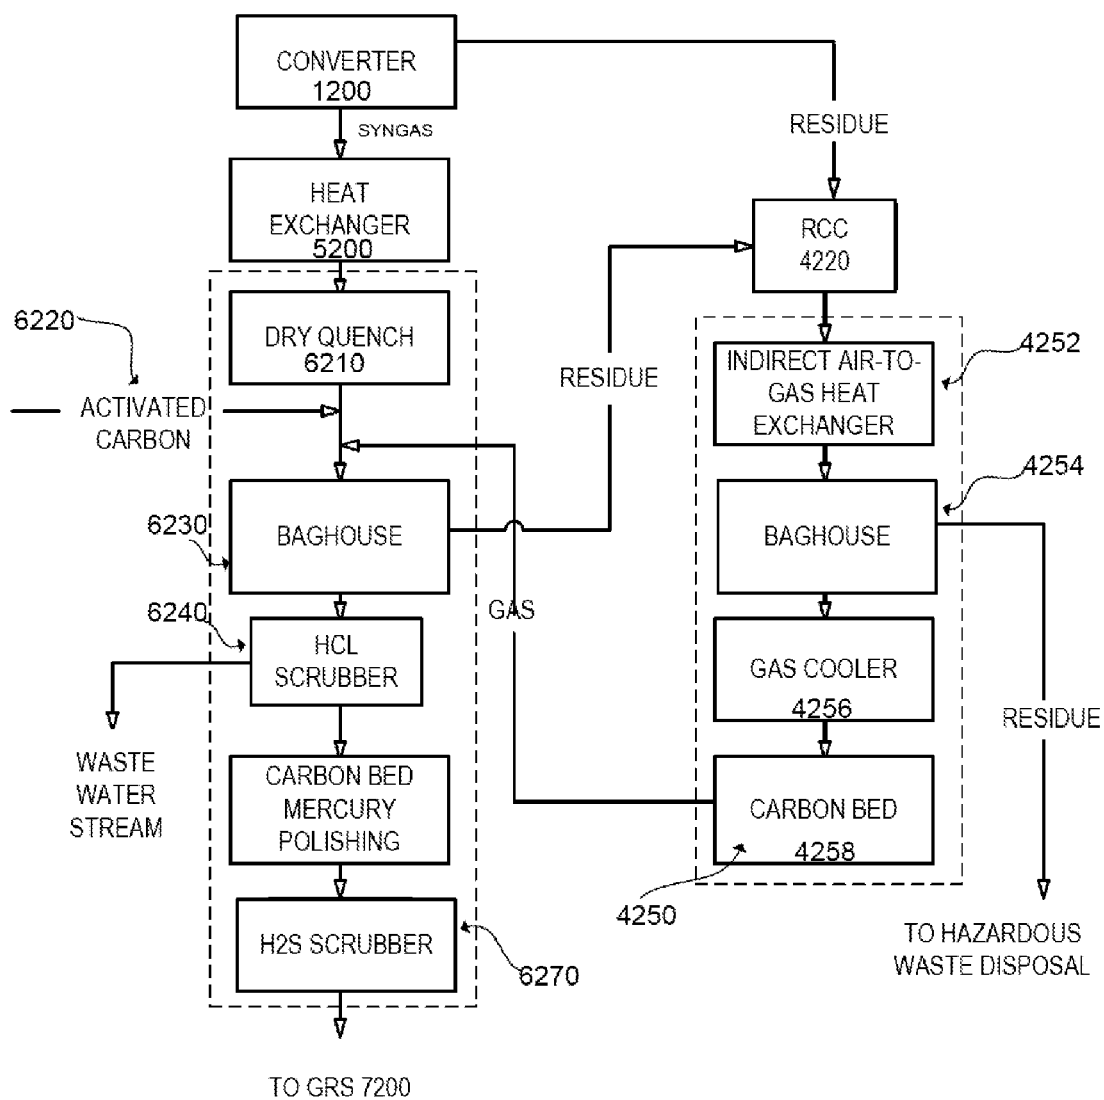 CONVERTER
1200
SYNGAS
RESIDUE
HEAT
EXCHANGER
5200
RCC
4220
6220
DRY QUENCH
6210
ACTIVATED
CARBON
RESIDUE
INDIRECT AIR-TO-
GAS HEAT
EXCHANGER
4252
4254
6230
BAGHOUSE
BAGHOUSE
6240
GAS
HCL
SCRUBBER
GAS COOLER
4256
RESIDUE
WASTE
WATER
STREAM
CARBON BED
MERCURY
POLISHING
CARBON BED
4258
4250
H2S SCRUBBER
6270
TO HAZARDOUS
WASTE DISPOSAL
TO GRS 7200